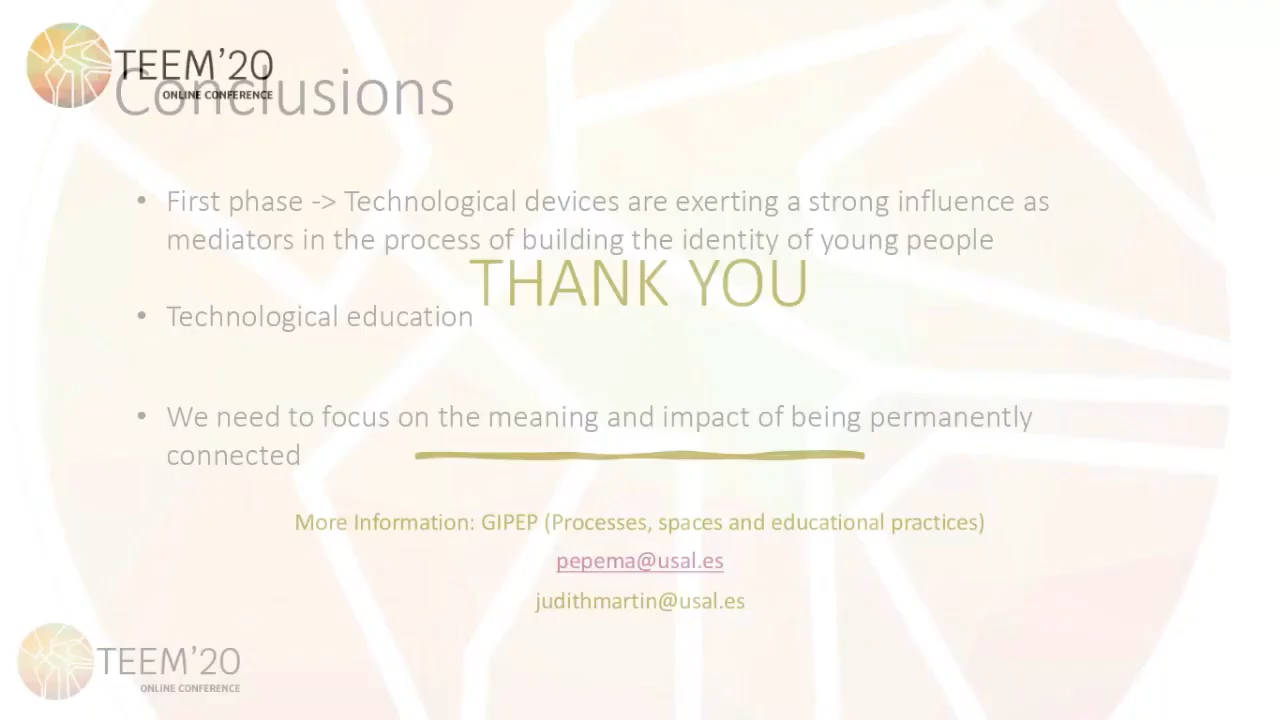 TEEM’20
ONLINE CONFERENCE
Conclusions
• First phase -> Technological devices are exerting a strong influence as
mediators in the process of building the identity of young people
THANK YOU
• Technological education
• We need to focus on the meaning and impact of being permanently
connected
More Information: GIPEP (Processes, spaces and educational practices)
pepema@usal.es
judithmartin@usal.es
TEEM’20
ONLINE CONFERENCE